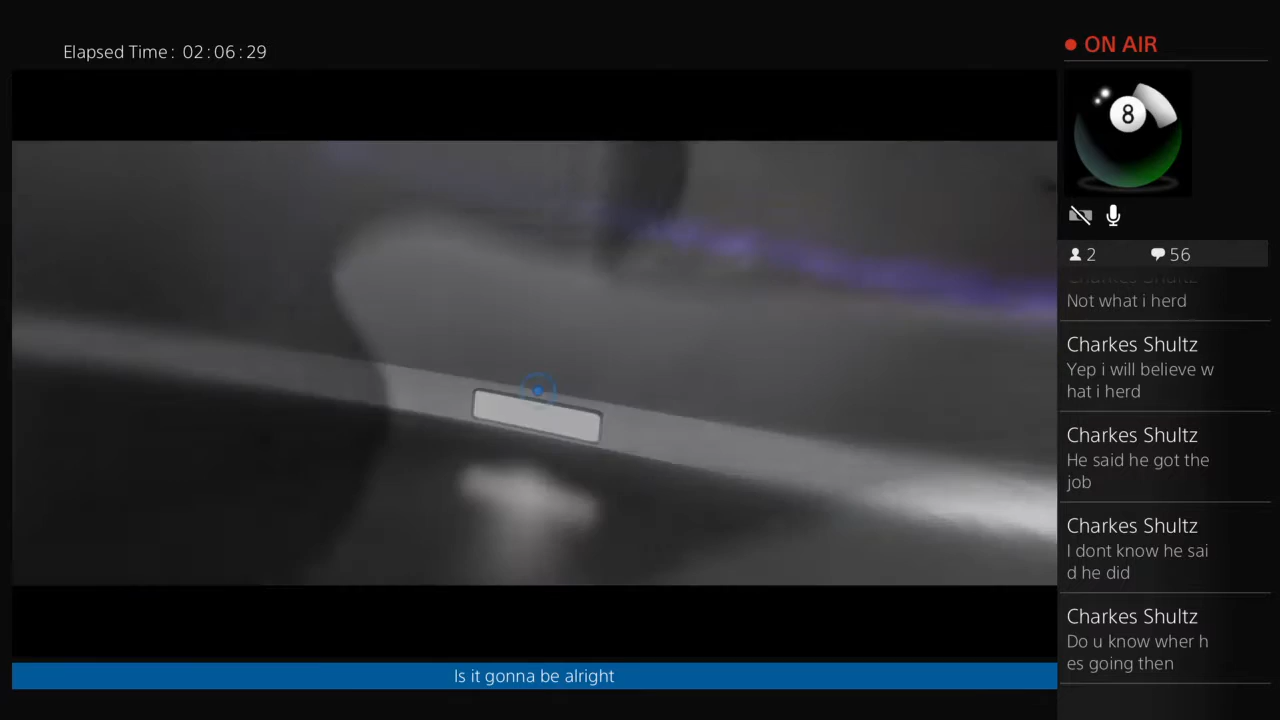 Elapsed Time: 02:06:29
ON AIR
8
2 56
Not what i herd
Charkes Shultz
Yep i will believe w
hat i herd
Charkes Shultz
He said he got the
job
Charkes Shultz
I dont know he sai
d he did
Charkes Shultz
Do u know wher h
es going then
Is it gonna be alright